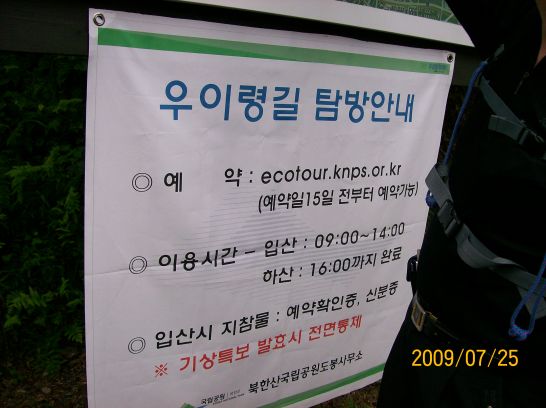 우이령길 탐방안내
◎ 예 약 : ecotour.knps.or.kr
(예약일15일 전부터 예약가능)
◎ 이용시간 - 입산 : 09:00~14:00
하산 : 16:00까지 완료
◎ 입산시 지참물 : 예약확인증, 신분증
※ 기상특보 발효시 전면통제
국립공원 북한산국립공원도봉사무소
2009/07/25